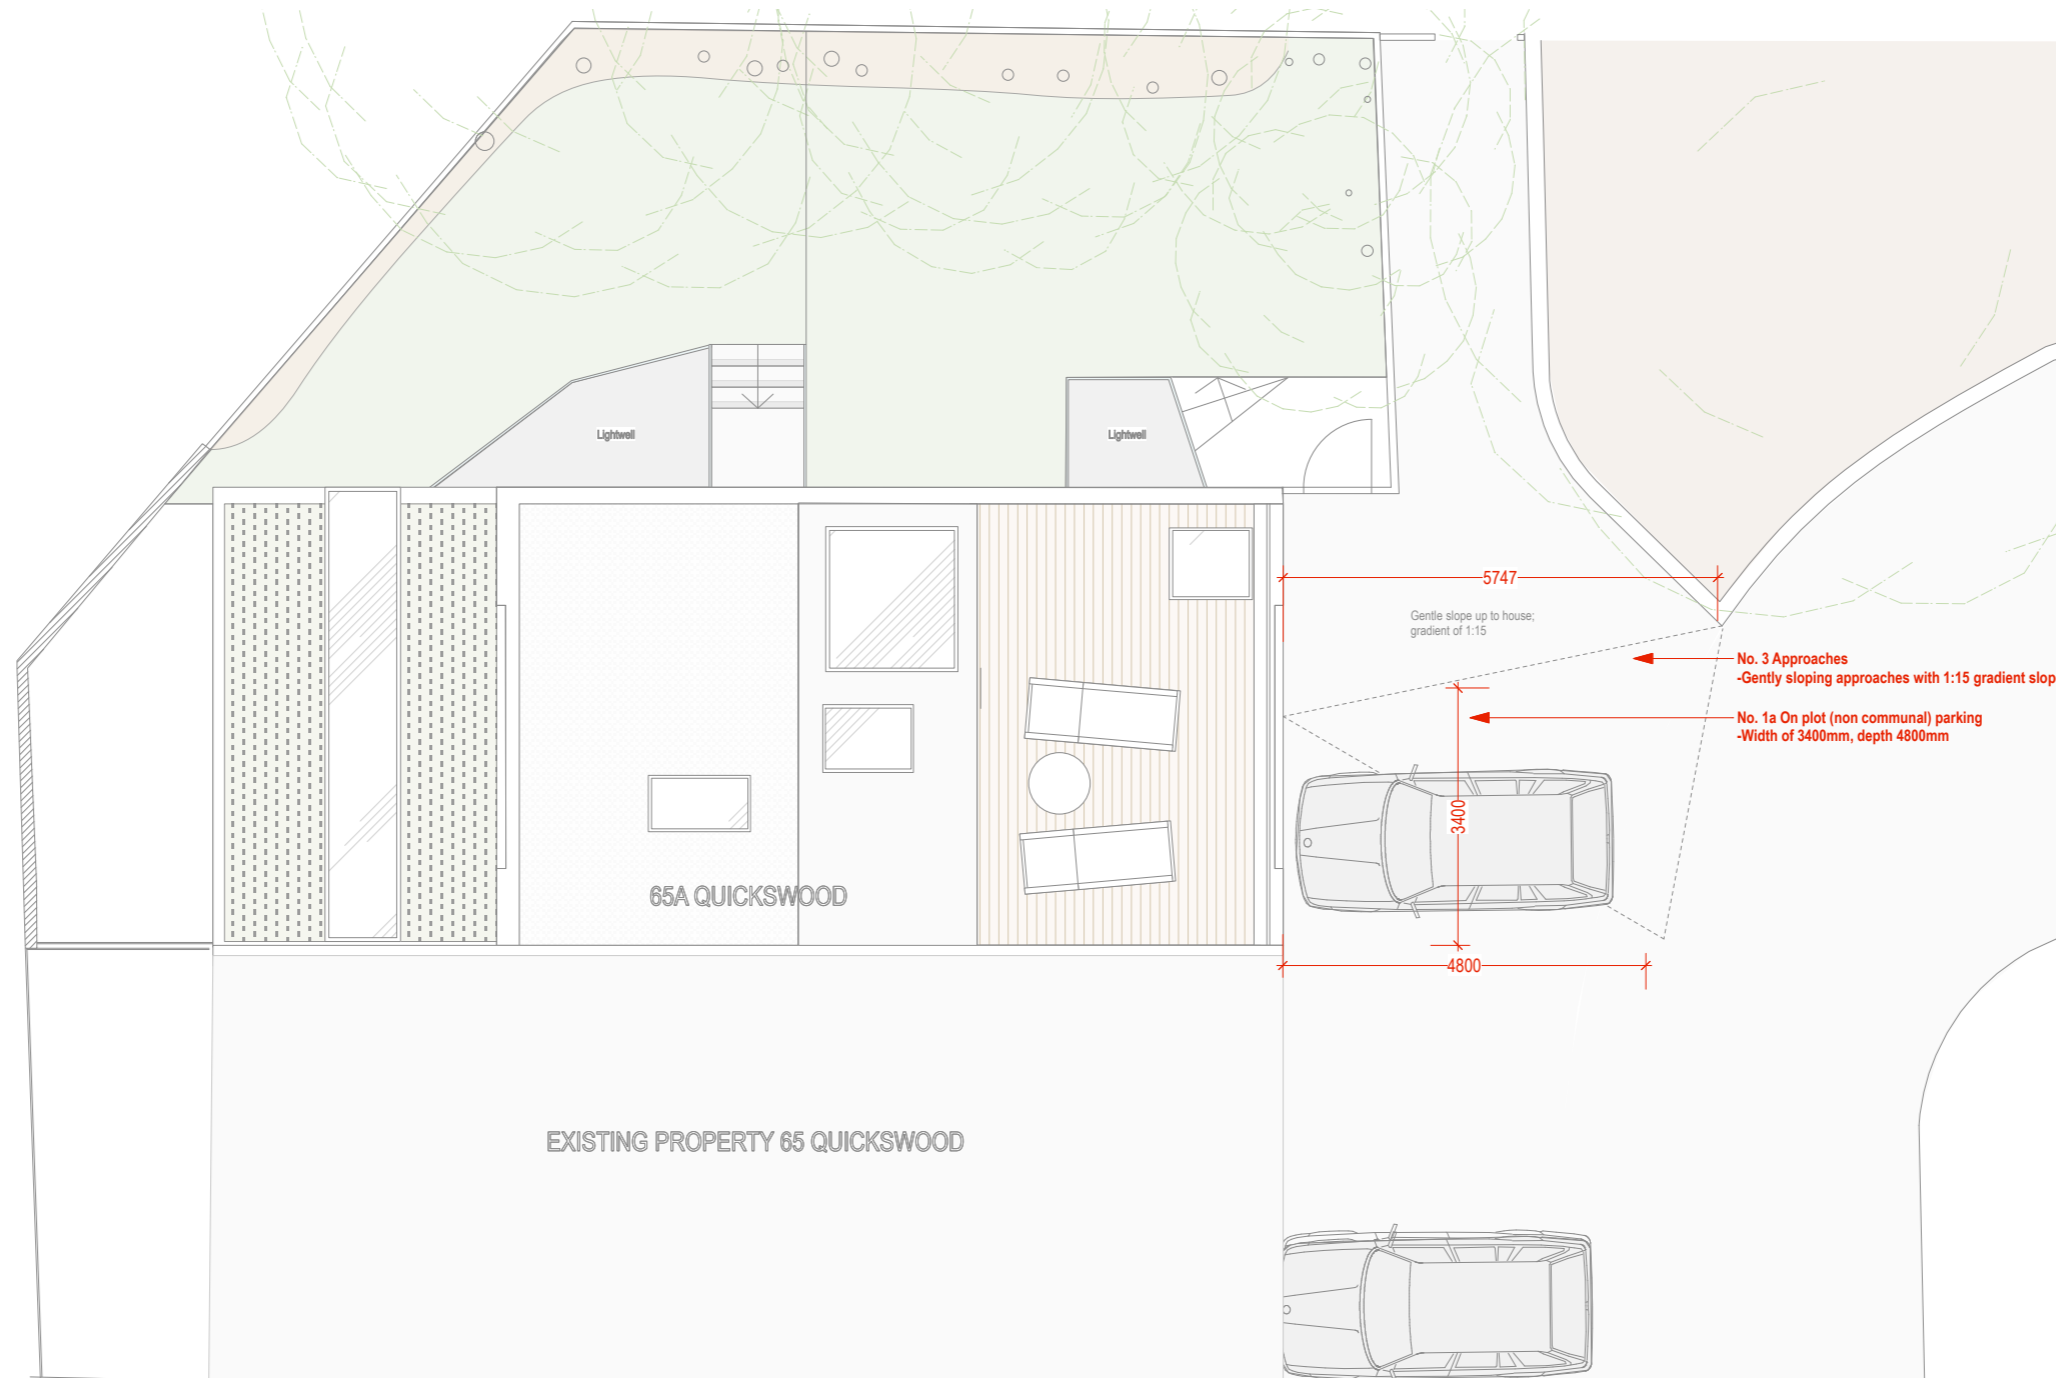 Lightwell
Lightwell
5747
Gentle slope up to house;
gradient of 1:15
No. 3 Approaches
-Gently sloping approaches with 1:15 gradient slop
No. 1a On plot (non communal) parking
-Width of 3400mm, depth 4800mm
3400
65A QUICKSWOOD
4800
EXISTING PROPERTY 65 QUICKSWOOD